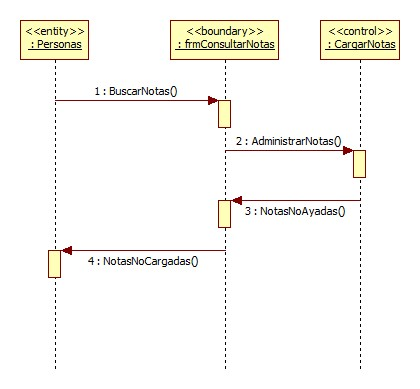 <<entity>>
: Personas
<<boundary>>
: frmConsultarNotas
<<control>>
: CargarNotas
1 : BuscarNotas()
2 : AdministrarNotas()
3 : NotasNoAyadas()
4 : NotasNoCargadas()